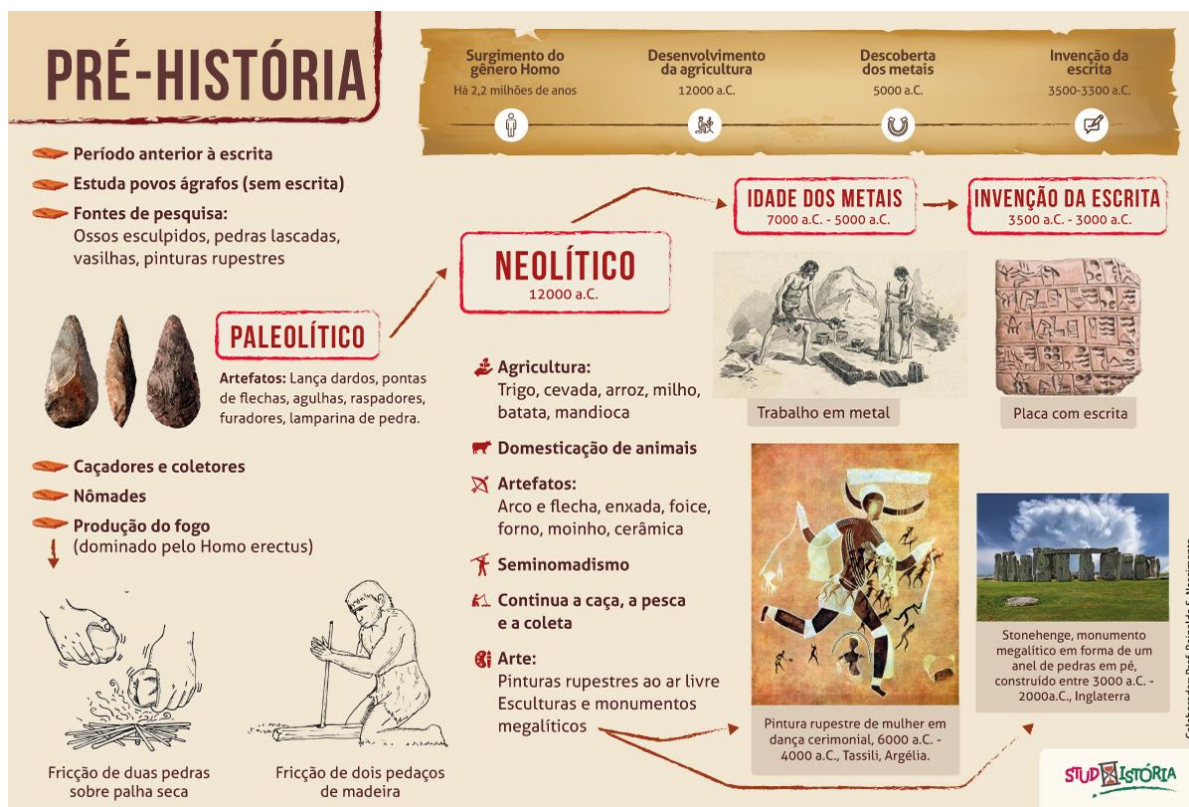 PRÉ-HISTÓRIA
Surgimento do
gênero Homo
Há 2,2 milhões de anos
Desenvolvimento
da agricultura
12000 a.C.
Descoberta
dos metais
5000 a.C.
Invenção da
escrita
3500-3300 a.C.
Período anterior à escrita
Estuda povos ágrafos (sem escrita)
Fontes de pesquisa:
Ossos esculpidos, pedras lascadas,
vasilhas, pinturas rupestres
PALEOLÍTICO
Artefatos: Lança dardos, pontas
de flechas, agulhas, raspadores,
furadores, lamparina de pedra.
Caçadores e coletores
Nômades
Produção do fogo
(dominado pelo Homo erectus)
Fricção de duas pedras
sobre palha seca
Fricção de dois pedaços
de madeira
NEOLÍTICO
12000 a.C.
Agricultura:
Trigo, cevada, arroz, milho,
batata, mandioca
Domesticação de animais
Artefatos:
Arco e flecha, enxada, foice,
forno, moinho, cerâmica
Seminomadismo
Continua a caça, a pesca
e a coleta
Arte:
Pinturas rupestres ao ar livre
Esculturas e monumentos
megalíticos
IDADE DOS METAIS
7000 a.C. - 5000 a.C.
Trabalho em metal
Pintura rupestre de mulher em
dança cerimonial, 6000 a.C. -
4000 a.C., Tassili, Argélia.
INVENÇÃO DA ESCRITA
3500 a.C. - 3000 a.C.
Placa com escrita
Stonehenge, monumento
megalítico em forma de um
anel de pedras em pé,
construído entre 3000 a.C. -
2000a.C., Inglaterra
STUD ISTÓRIA